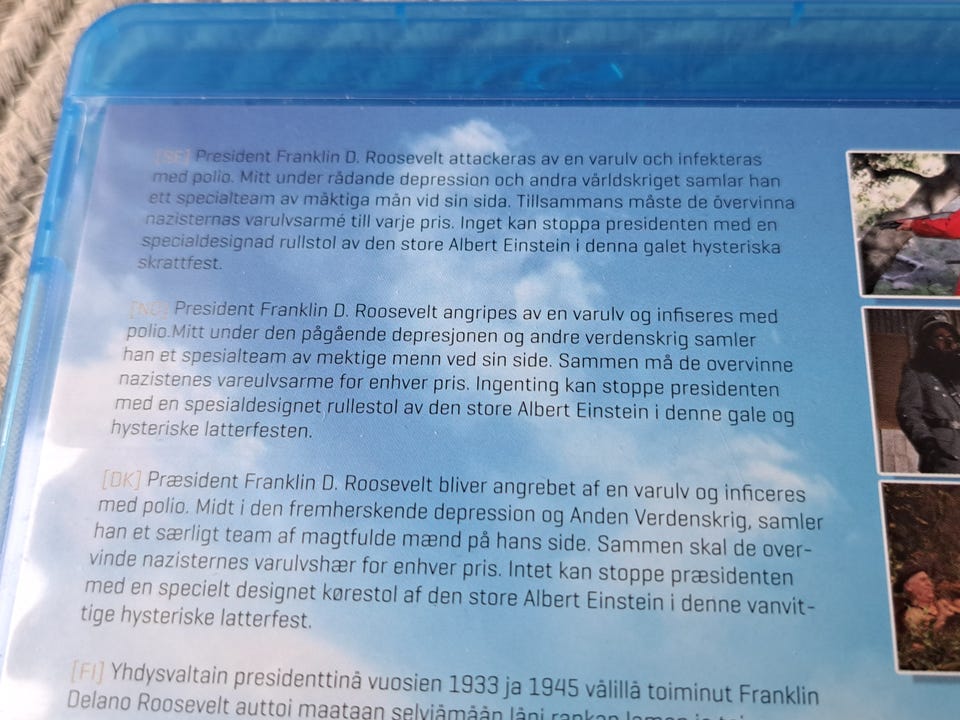 [SE] President Franklin D. Roosevelt attackeras av en varulv och infekteras
med polio. Mitt under rådande depression och andra världskriget samlar han
ett specialteam av mäktiga män vid sin sida. Tillsammans måste de övervinna
nazisternas varulvsarmé till varje pris. Inget kan stoppa presidenten med en
specialdesignad rullstol av den store Albert Einstein i denna galet hysteriska
skrattfest.
[NO] President Franklin D. Roosevelt angripes av en varulv og infiseres med
polio.Mitt under den pågående depresjonen og andre verdenskrig samler
han et spesialteam av mektige menn ved sin side. Sammen må de overvinne
nazistenes vareulvsarme for enhver pris. Ingenting kan stoppe presidenten
med en spesialdesignet rullestol av den store Albert Einstein i denne gale og
hysteriske latterfesten.
[DK] Præsident Franklin D. Roosevelt bliver angrebet af en varulv og inficeres
med polio. Midt i den fremherskende depression og Anden Verdenskrig, samler
han et særligt team af magtfulde mænd på hans side. Sammen skal de over-
vinde nazisternes varulvshær for enhver pris. Intet kan stoppe præsidenten
med en specielt designet kørestol af den store Albert Einstein i denne vanvit-
tige hysteriske latterfest.
[FI] Yhdysvaltain presidenttinä vuosien 1933 ja 1945 välillä toiminut Franklin
Delano Roosevelt auttoi maataan selviämään läpi rankan laman ja